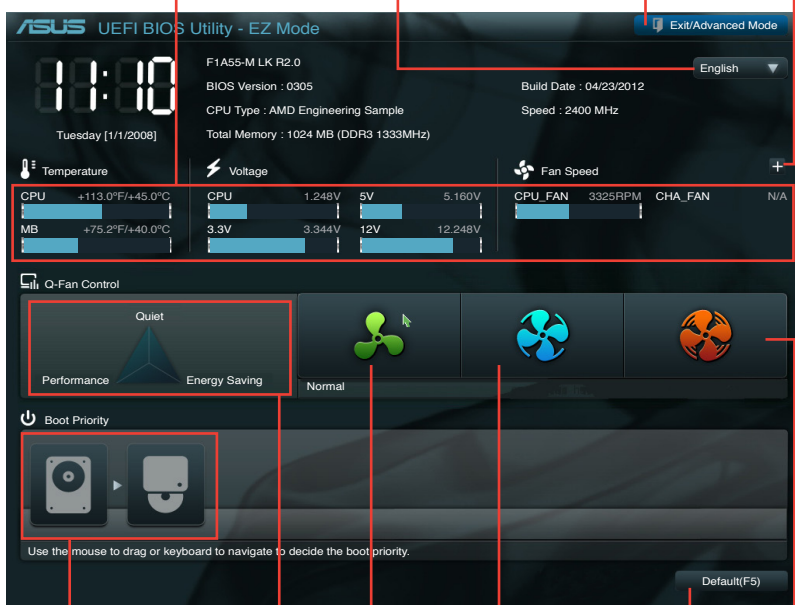 ASUS UEFI BIOS Utility - EZ Mode
Exit/Advanced Mode
11:10
Tuesday [1/1/2008]
F1A55-M LK R2.0
BIOS Version : 0305
CPU Type : AMD Engineering Sample
Total Memory : 1024 MB (DDR3 1333MHz)
Build Date : 04/23/2012
Speed : 2400 MHz
English
Temperature
CPU +113.0°F/+45.0°C
MB +75.2°F/+40.0°C
Voltage
CPU 1.248V 5V 5.160V
3.3V 3.344V 12V 12.248V
Fan Speed
CPU_FAN 3325RPM CHA_FAN N/A
Q-Fan Control
Quiet
Performance Energy Saving
Normal
Boot Priority
Use the mouse to drag or keyboard to navigate to decide the boot priority.
Default(F5)